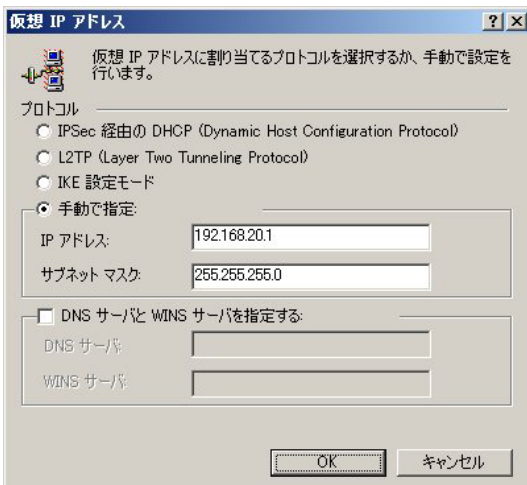 仮想 IP アドレス
仮想 IP アドレスに割り当てるプロトコルを選択するか、手動で設定を
行います。
プロトコル
IPSec 経由の DHCP (Dynamic Host Configuration Protocol)
L2TP (Layer Two Tunneling Protocol)
IKE 設定モード
手動で指定:
IP アドレス: 192.168.20.1
サブネット マスク: 255.255.255.0
DNS サーバと WINS サーバを指定する:
DNS サーバ:
WINS サーバ:
OK キャンセル